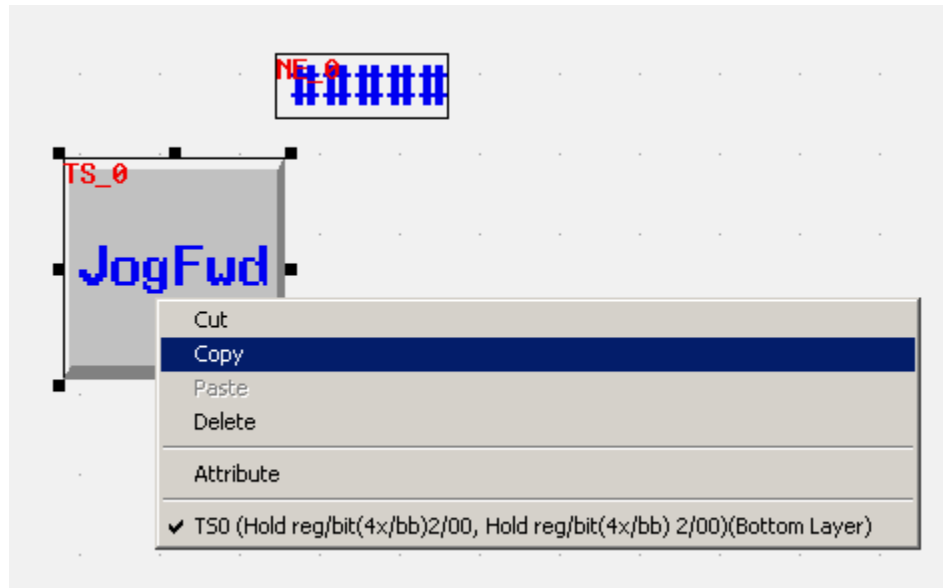 NE_0
#####
TS_0
JogFwd
Cut
Copy
Paste
Delete
Attribute
✔ TS0 (Hold reg/bit(4x/bb)2/00, Hold reg/bit(4x/bb) 2/00)(Bottom Layer)